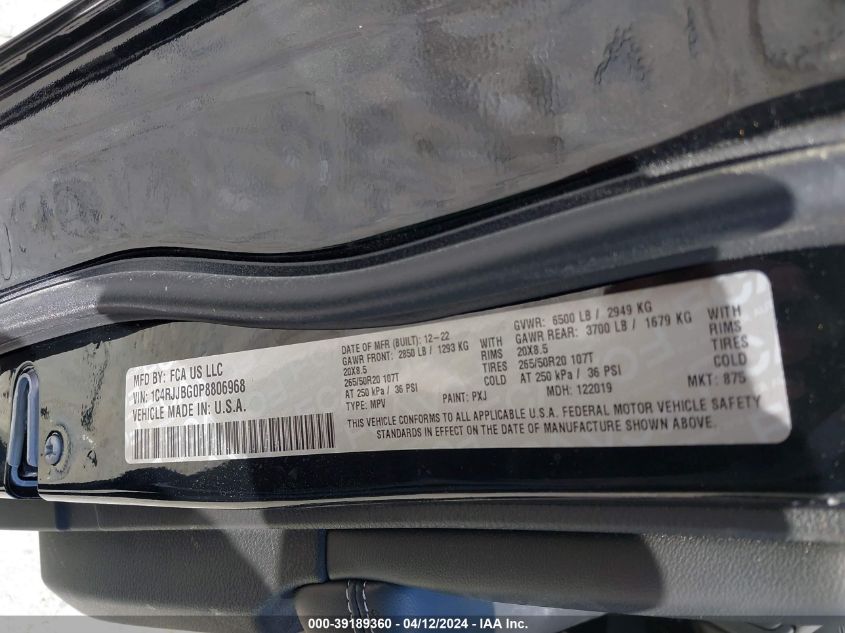 MFD BY: FCA US LLC
VIN: 1C4RJJBG0P8806968
VEHICLE MADE IN U.S.A.
DATE OF MFR (BUILT): 12-22
GAWR FRONT: 2850 LB / 1293 KG WITH
20X8.5 RIMS
265/50R20 107T TIRES
AT 250 kPa / 36 PSI COLD
TYPE: MPV PAINT: PXJ
GVWR: 6500 LB / 2949 KG
GAWR REAR: 3700 LB / 1679 KG WITH
20X8.5 RIMS
265/50R20 107T TIRES
AT 250 kPa / 36 PSI COLD
MDH: 122019 MKT: 875
THIS VEHICLE CONFORMS TO ALL APPLICABLE U.S.A. FEDERAL MOTOR VEHICLE SAFETY
STANDARDS IN EFFECT ON THE DATE OF MANUFACTURE SHOWN ABOVE.
000-39189360 - 04/12/2024 - IAA Inc.